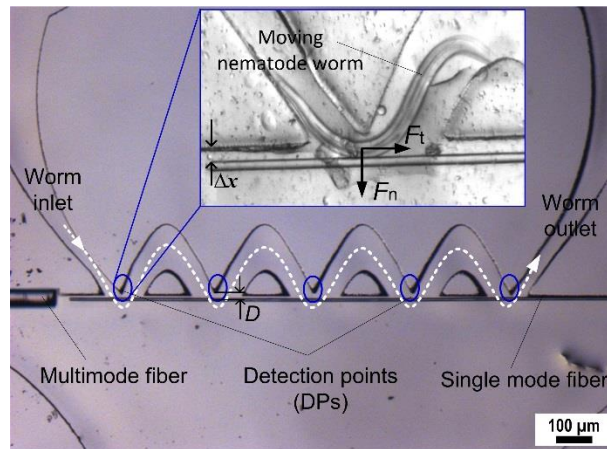 Moving
nematode worm
Ft
Δx
Fn
Worm
inlet
Worm
outlet
D
Multimode fiber
Detection points
(DPs)
Single mode fiber
100 μm